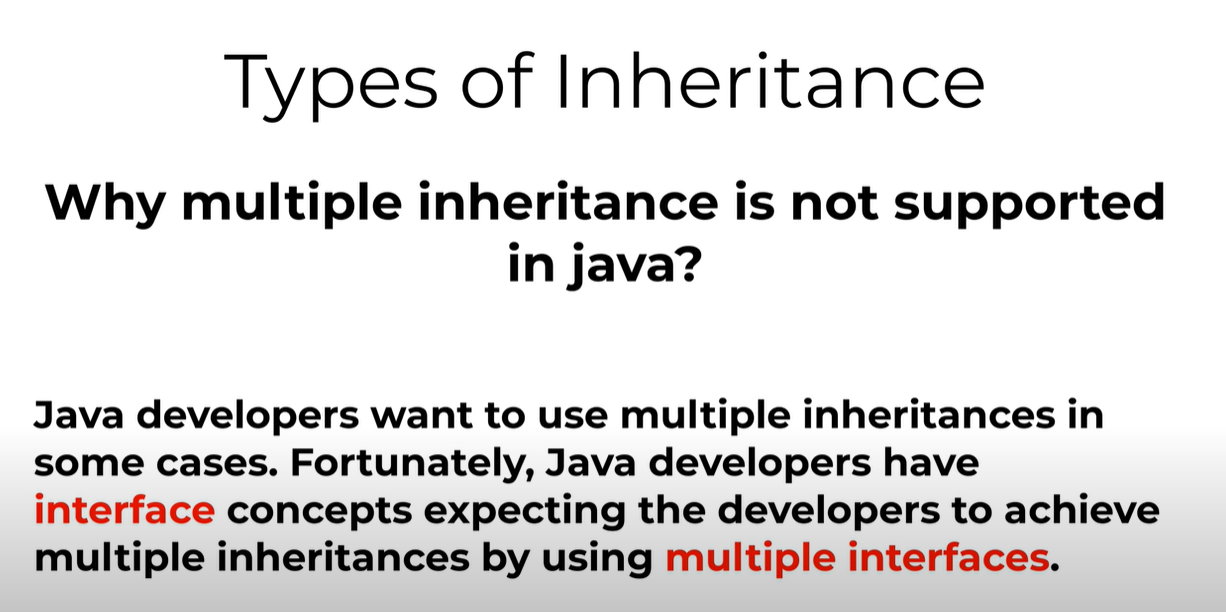 Types of Inheritance
Why multiple inheritance is not supported
in java?
Java developers want to use multiple inheritances in
some cases. Fortunately, Java developers have
interface concepts expecting the developers to achieve
multiple inheritances by using multiple interfaces.